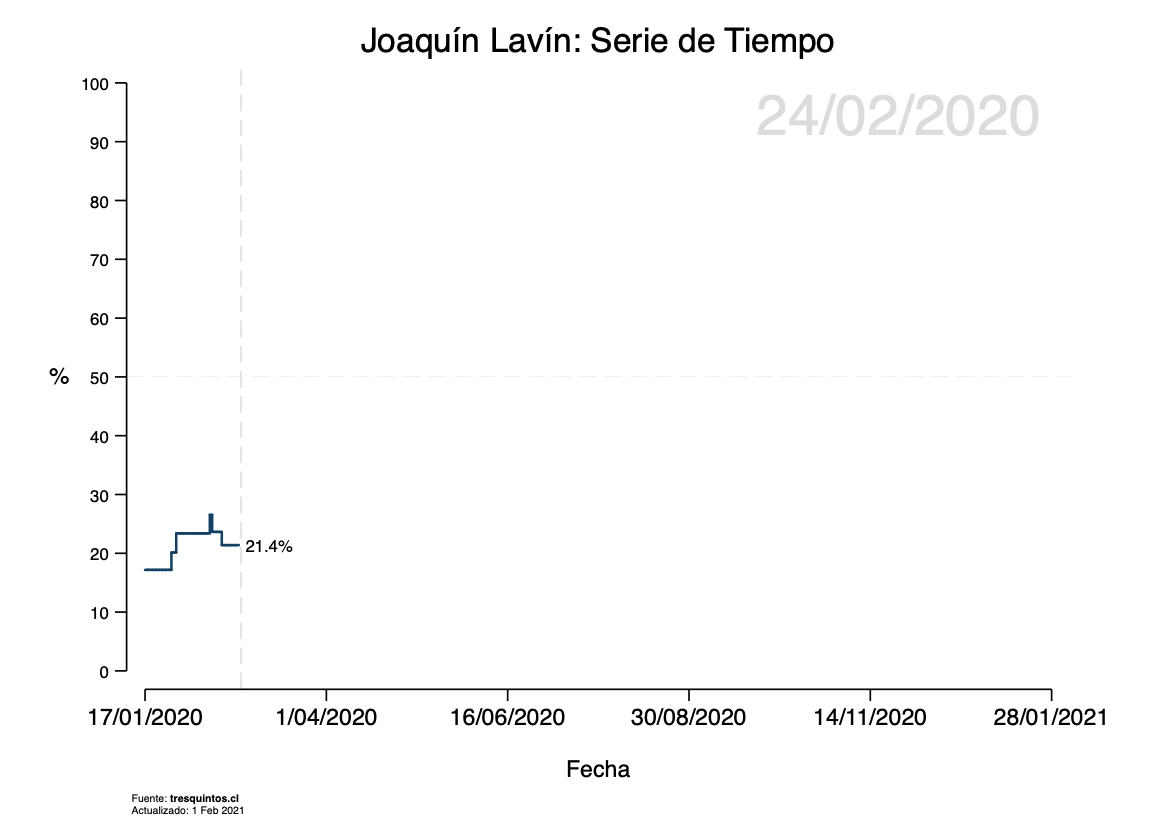 Joaquín Lavín: Serie de Tiempo
24/02/2020
100
90
80
70
60
% 50
40
30
20
10
0
21.4%
17/01/2020 1/04/2020 16/06/2020 30/08/2020 14/11/2020 28/01/2021
Fecha
Fuente: tresquintos.cl
Actualizado: 1 Feb 2021